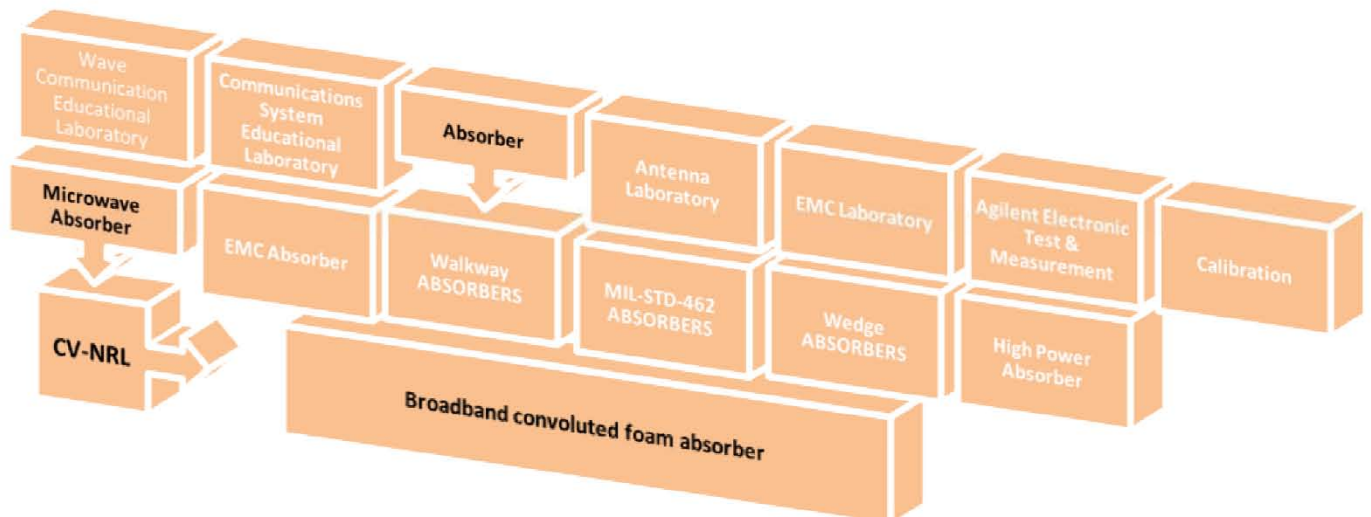 Wave
Communication
Educational
Laboratory
Communications
System
Educational
Laboratory
Absorber
Antenna
Laboratory
EMC Laboratory
Agilent Electronic
Test &
Measurement
Calibration
Microwave
Absorber
EMC Absorber
Walkway
ABSORBERS
MIL-STD-462
ABSORBERS
Wedge
ABSORBERS
High Power
Absorber
CV-NRL
Broadband convoluted foam absorber